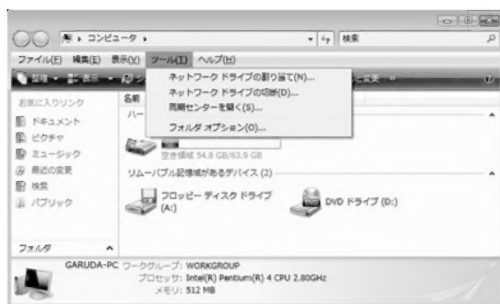 コンピュータ
検索
ファイル(F) 編集(E) 表示(V) ツール(T) ヘルプ(H)
整理 表示
ネットワーク ドライブの割り当て(N)...
ネットワーク ドライブの切断(D)...
同期センターを開く(S)...
フォルダ オプション(O)...
お気に入りリンク
名前
ドキュメント
ピクチャ
ミュージック
最近の変更
検索
パブリック
空き領域 54.8 GB/63.9 GB
リムーバブル記憶域があるデバイス (2)
フロッピー ディスク ドライブ (A:)
DVD ドライブ (D:)
フォルダ
GARUDA-PC ワークグループ: WORKGROUP
プロセッサ: Intel(R) Pentium(R) 4 CPU 2.80GHz
メモリ: 512 MB